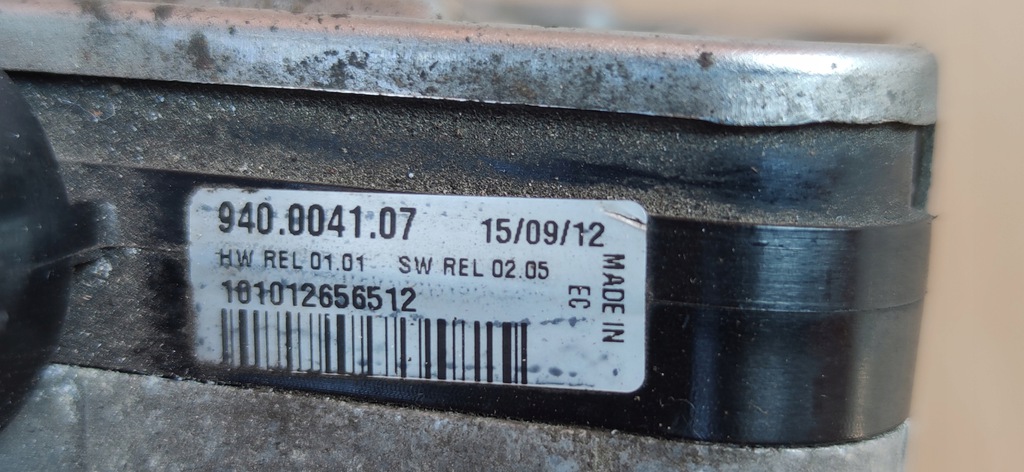 940.0041.07 15/09/12
HW REL 01.01 SW REL 02.05
101012656512
MADE IN
EC